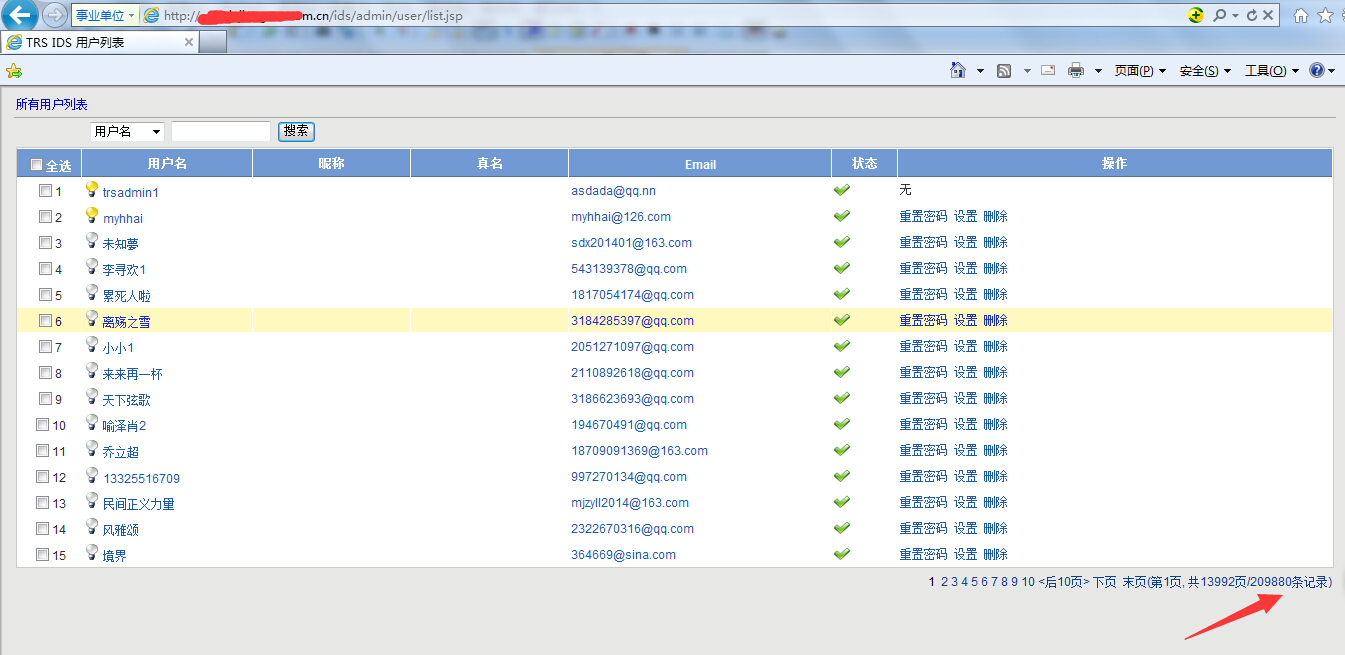 事业单位 http:// m.cn/ids/admin/user/list.jsp
TRS IDS 用户列表
页面(P) 安全(S) 工具(O)
所有用户列表
用户名 搜索
全选 用户名 昵称 真名 Email 状态 操作
1 trsadmin1 asdada@qq.nn 无
2 myhhai myhhai@126.com 重置密码 设置 删除
3 未知夢 sdx201401@163.com 重置密码 设置 删除
4 李寻欢1 543139378@qq.com 重置密码 设置 删除
5 累死人啦 1817054174@qq.com 重置密码 设置 删除
6 离殇之雪 3184285397@qq.com 重置密码 设置 删除
7 小小1 2051271097@qq.com 重置密码 设置 删除
8 来来再一杯 2110892618@qq.com 重置密码 设置 删除
9 天下弦歌 3186623693@qq.com 重置密码 设置 删除
10 喻泽肖2 194670491@qq.com 重置密码 设置 删除
11 乔立超 18709091369@163.com 重置密码 设置 删除
12 13325516709 997270134@qq.com 重置密码 设置 删除
13 民间正义力量 mjzyll2014@163.com 重置密码 设置 删除
14 风雅颂 2322670316@qq.com 重置密码 设置 删除
15 境界 364669@sina.com 重置密码 设置 删除
1 2 3 4 5 6 7 8 9 10 <后10页> 下页 末页(第1页, 共13992页/209880条记录)